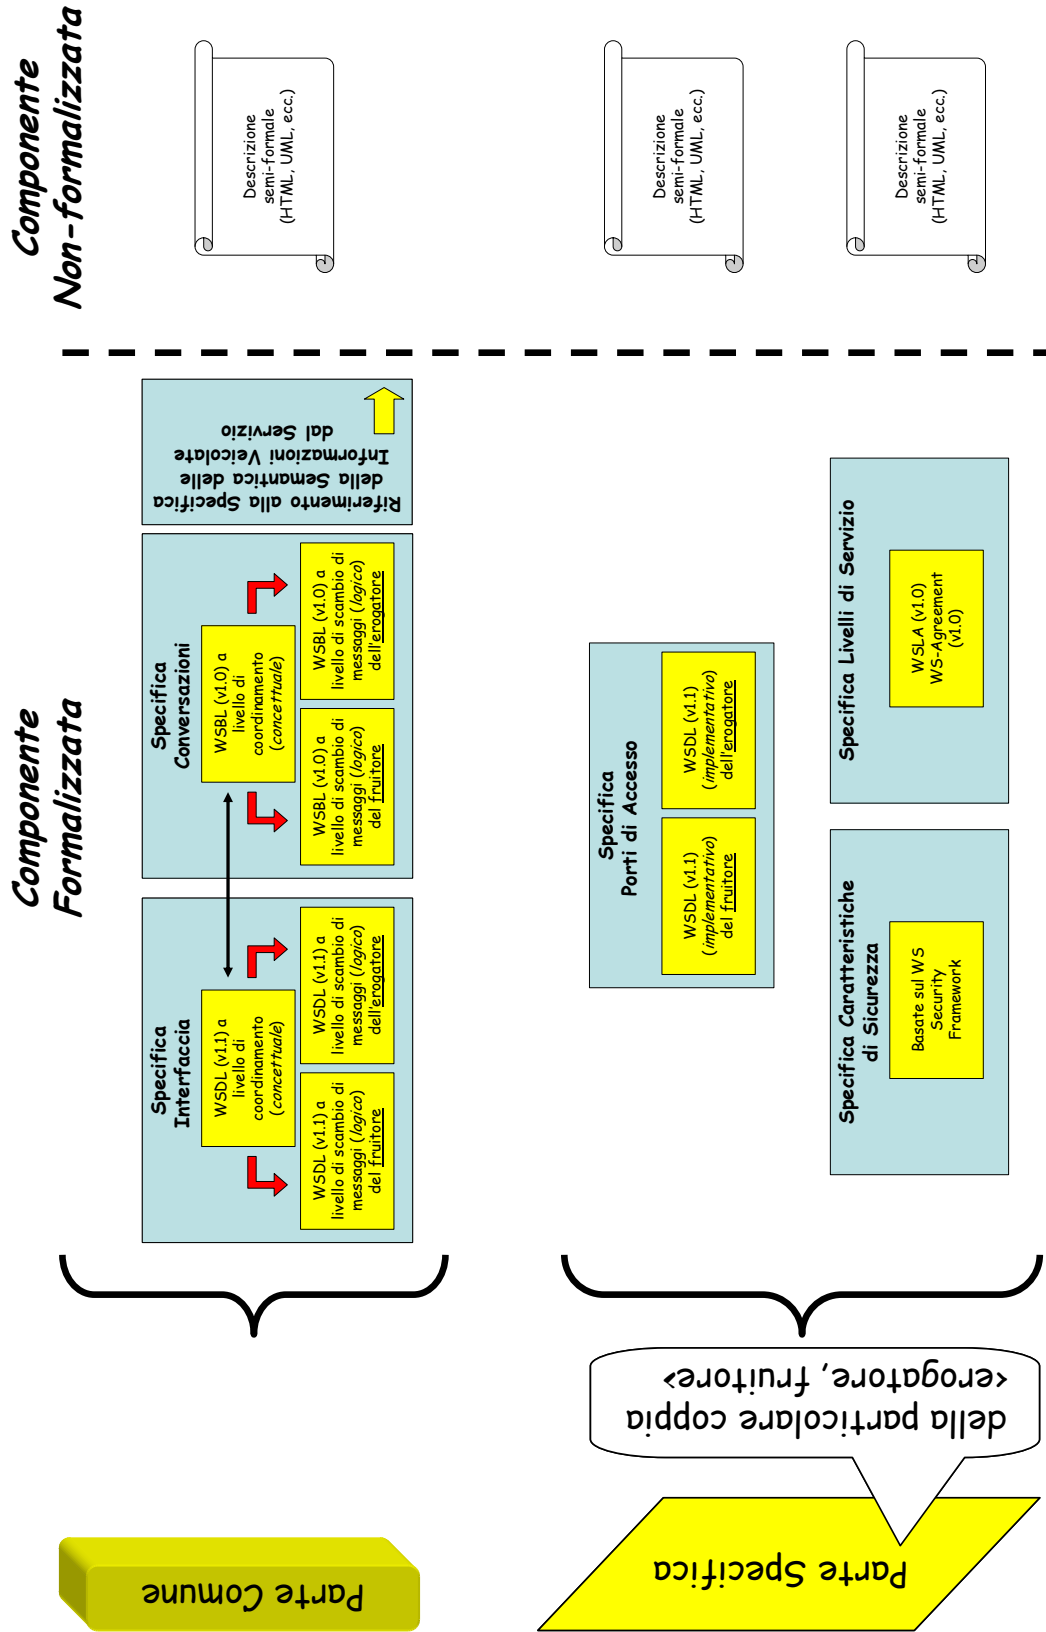 Componente
Formalizzata
Componente
Non-formalizzata
Parte Comune
Specifica
Interfaccia
WSDL (v1.1) a
livello di
coordinamento
(concettuale)
WSDL (v1.1) a
livello di scambio di
messaggi (logico)
del fruitore
WSDL (v1.1) a
livello di scambio di
messaggi (logico)
dell'erogatore
Specifica
Conversazioni
WSBL (v1.0) a
livello di
coordinamento
(concettuale)
WSBL (v1.0) a
livello di scambio di
messaggi (logico)
del fruitore
WSBL (v1.0) a
livello di scambio di
messaggi (logico)
dell'erogatore
Riferimento alla Specifica
della Semantica delle
Informazioni Veicolate
dal Servizio
Descrizione
semi-formale
(HTML, UML, ecc.)
Parte Specifica
della particolare coppia
<erogatore, fruitore>
Specifica
Porti di Accesso
WSDL (v1.1)
(implementativo)
del fruitore
WSDL (v1.1)
(implementativo)
dell'erogatore
Descrizione
semi-formale
(HTML, UML, ecc.)
Specifica Caratteristiche
di Sicurezza
Basate sul WS
Security
Framework
Specifica Livelli di Servizio
WSLA (v1.0)
WS-Agreement
(v1.0)
Descrizione
semi-formale
(HTML, UML, ecc.)